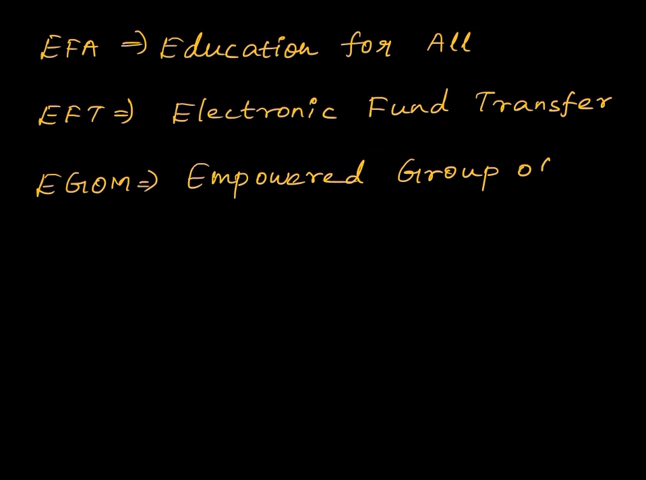 EFA => Education for All
EFT => Electronic Fund Transfer
EGOM => Empowered Group